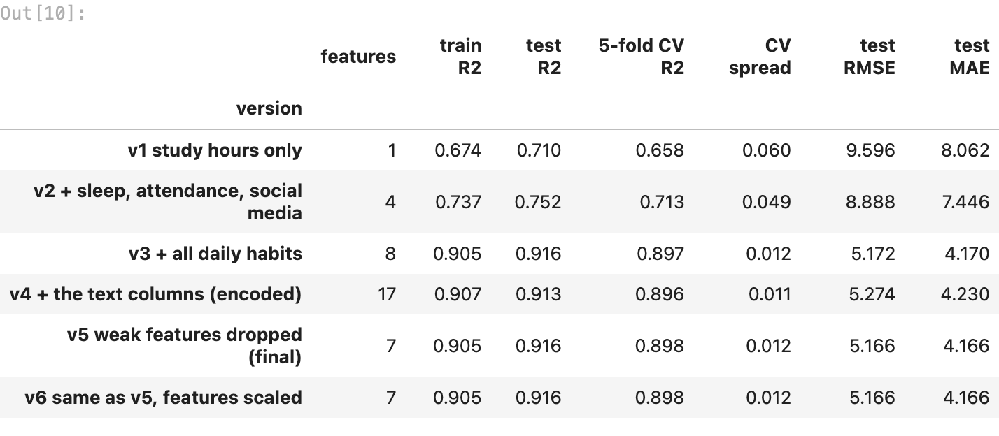 Out[10]:
features train R2 test R2 5-fold CV R2 CV spread test RMSE test MAE
version
v1 study hours only 1 0.674 0.710 0.658 0.060 9.596 8.062
v2 + sleep, attendance, social media 4 0.737 0.752 0.713 0.049 8.888 7.446
v3 + all daily habits 8 0.905 0.916 0.897 0.012 5.172 4.170
v4 + the text columns (encoded) 17 0.907 0.913 0.896 0.011 5.274 4.230
v5 weak features dropped (final) 7 0.905 0.916 0.898 0.012 5.166 4.166
v6 same as v5, features scaled 7 0.905 0.916 0.898 0.012 5.166 4.166